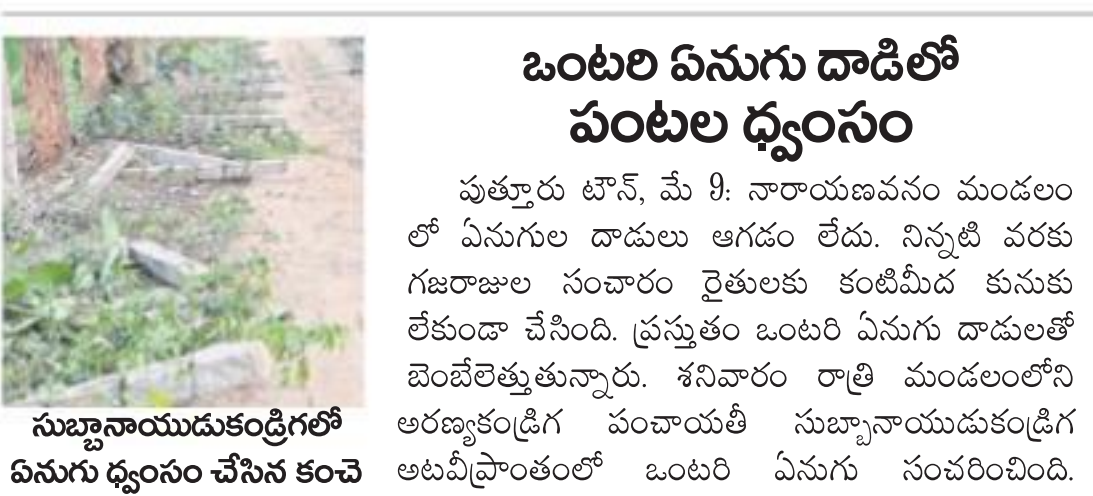 ఒంటరి ఏనుగు దాడిలో
పంటల ధ్వంసం
పుత్తూరు టౌన్, మే 9: నారాయణవనం మండలం
లో ఏనుగుల దాడులు ఆగడం లేదు. నిన్నటి వరకు
గజరాజుల సంచారం రైతులకు కంటిమీద కునుకు
లేకుండా చేసింది. ప్రస్తుతం ఒంటరి ఏనుగు దాడులతో
బెంబేలెత్తుతున్నారు. శనివారం రాత్రి మండలంలోని
అరణ్యకండ్రిగ పంచాయతీ సుబ్బానాయుడుకండ్రిగ
అటవీప్రాంతంలో ఒంటరి ఏనుగు సంచరించింది.
సుబ్బానాయుడుకండ్రిగలో
ఏనుగు ధ్వంసం చేసిన కంచె